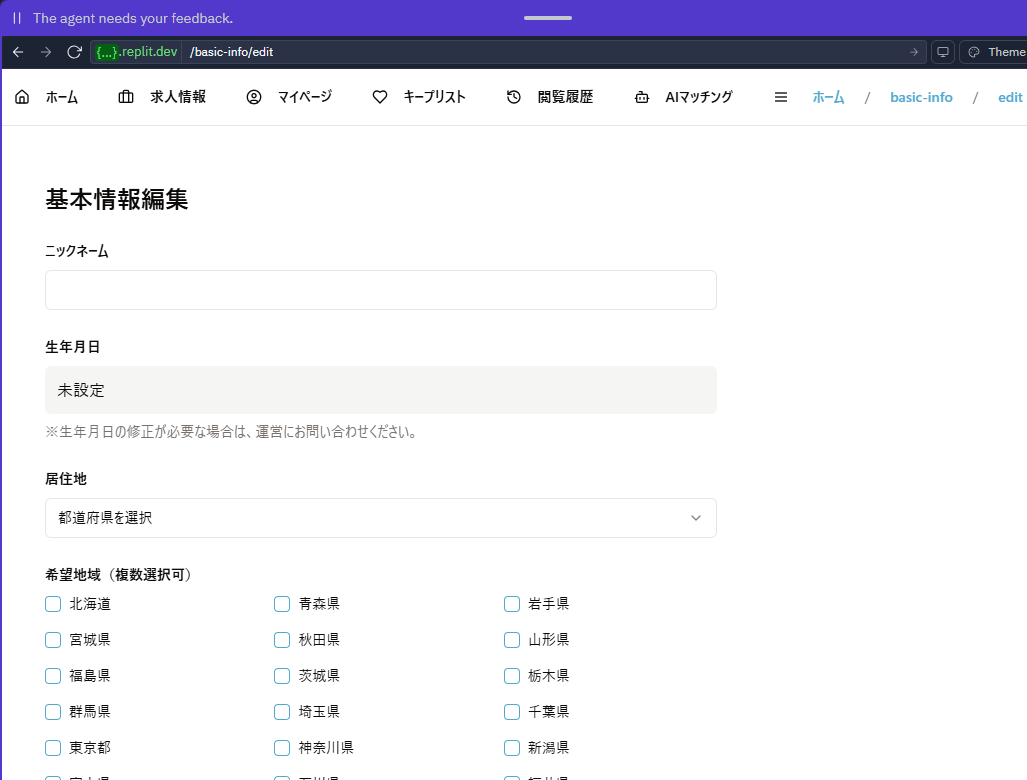 The agent needs your feedback.
{...}.replit.dev /basic-info/edit Theme
ホーム 求人情報 マイページ キープリスト 閲覧履歴 AIマッチング ホーム / basic-info / edit
基本情報編集
ニックネーム
生年月日
未設定
※生年月日の修正が必要な場合は、運営にお問い合わせください。
居住地
都道府県を選択
希望地域（複数選択可）
北海道 青森県 岩手県
宮城県 秋田県 山形県
福島県 茨城県 栃木県
群馬県 埼玉県 千葉県
東京都 神奈川県 新潟県